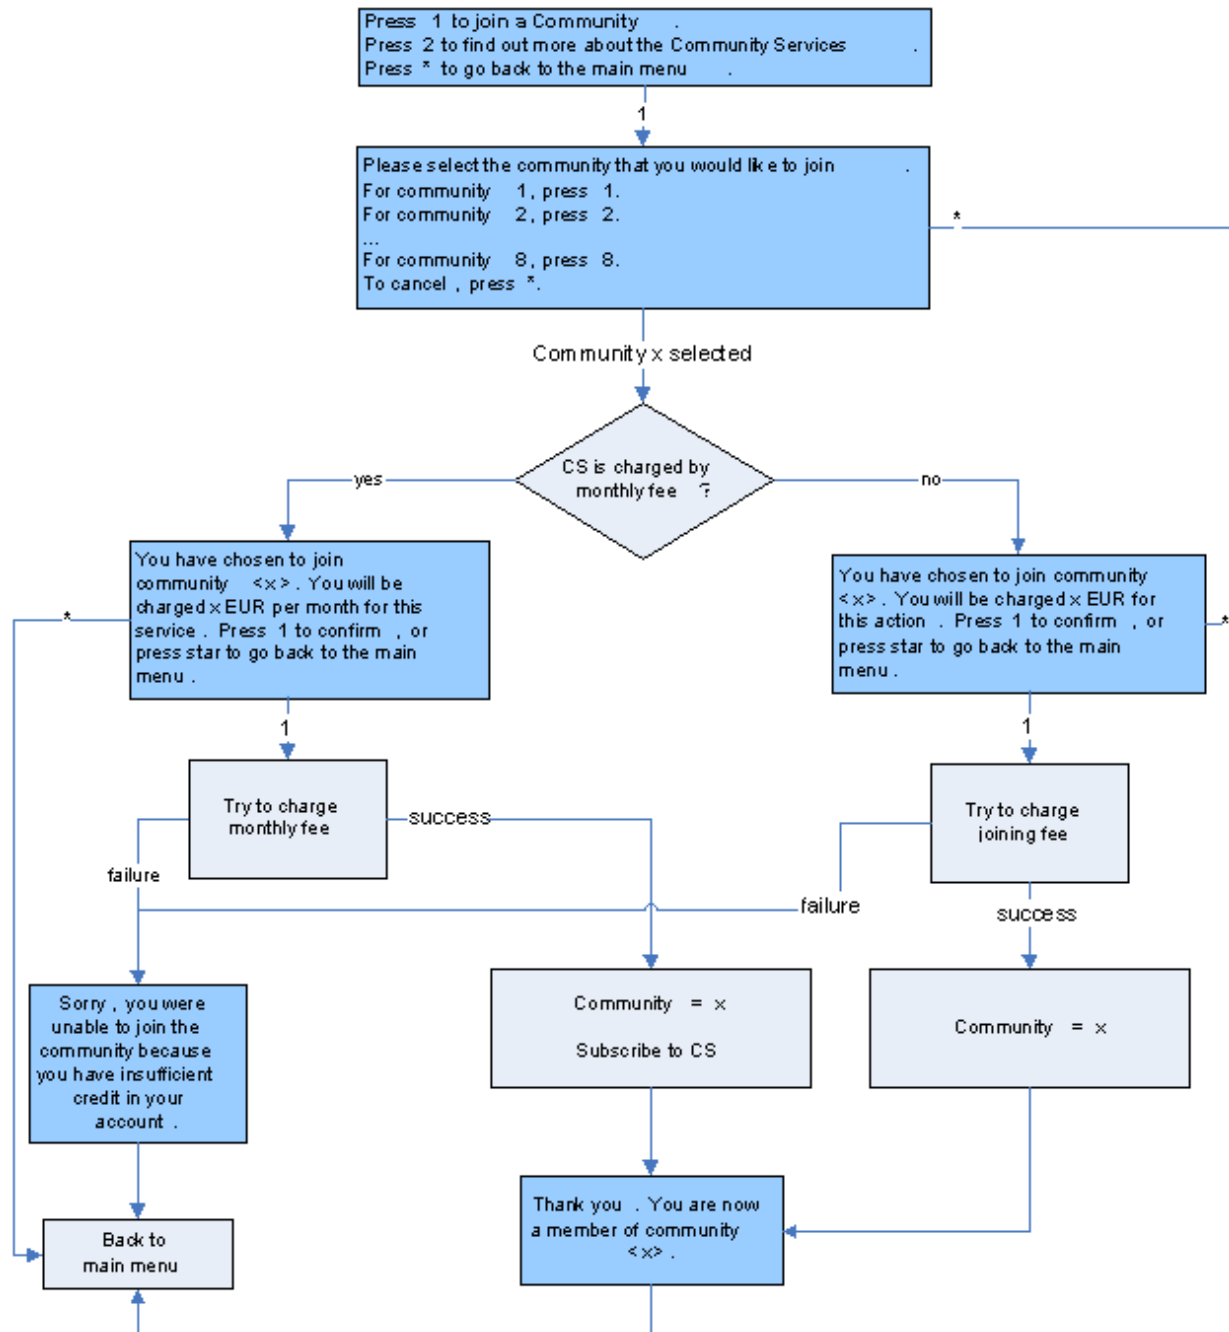 Press 1 to join a Community .
Press 2 to find out more about the Community Services .
Press * to go back to the main menu .
1
Please select the community that you would like to join .
For community 1, press 1.
For community 2, press 2.
...
For community 8, press 8.
To cancel , press *.
*
Community x selected
CS is charged by
monthly fee ?
yes
no
You have chosen to join
community <x>. You will be
charged x EUR per month for this
service . Press 1 to confirm , or
press star to go back to the main
menu .
*
You have chosen to join community
<x>. You will be charged x EUR for
this action . Press 1 to confirm , or
press star to go back to the main
menu .
*
1
1
Try to charge
monthly fee
success
failure
Try to charge
joining fee
failure
success
Sorry , you were
unable to join the
community because
you have insufficient
credit in your
account .
Community = x
Subscribe to CS
Community = x
Thank you . You are now
a member of community
<x>.
Back to
main menu